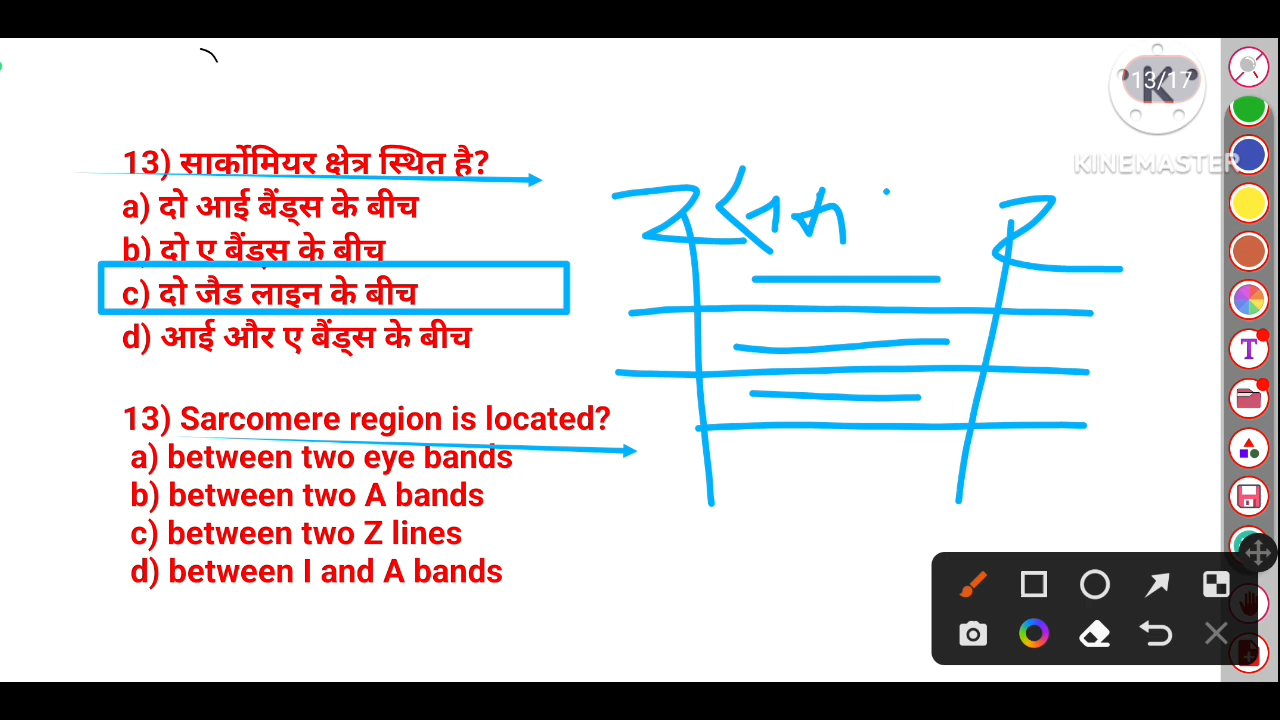 13/17
K
KINEMASTER
13) सार्कोमियर क्षेत्र स्थित है?
a) दो आई बैंड्स के बीच
b) दो ए बैंड्स के बीच
c) दो जैड लाइन के बीच
d) आई और ए बैंड्स के बीच
Z
Z
13) Sarcomere region is located?
a) between two eye bands
b) between two A bands
c) between two Z lines
d) between I and A bands
T